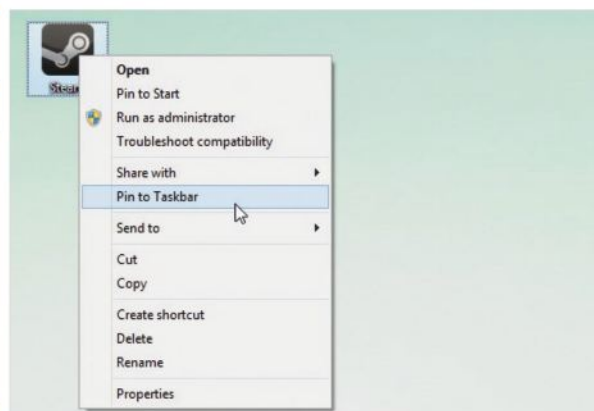 Steam
Open
Pin to Start
Run as administrator
Troubleshoot compatibility
Share with
Pin to Taskbar
Send to
Cut
Copy
Create shortcut
Delete
Rename
Properties